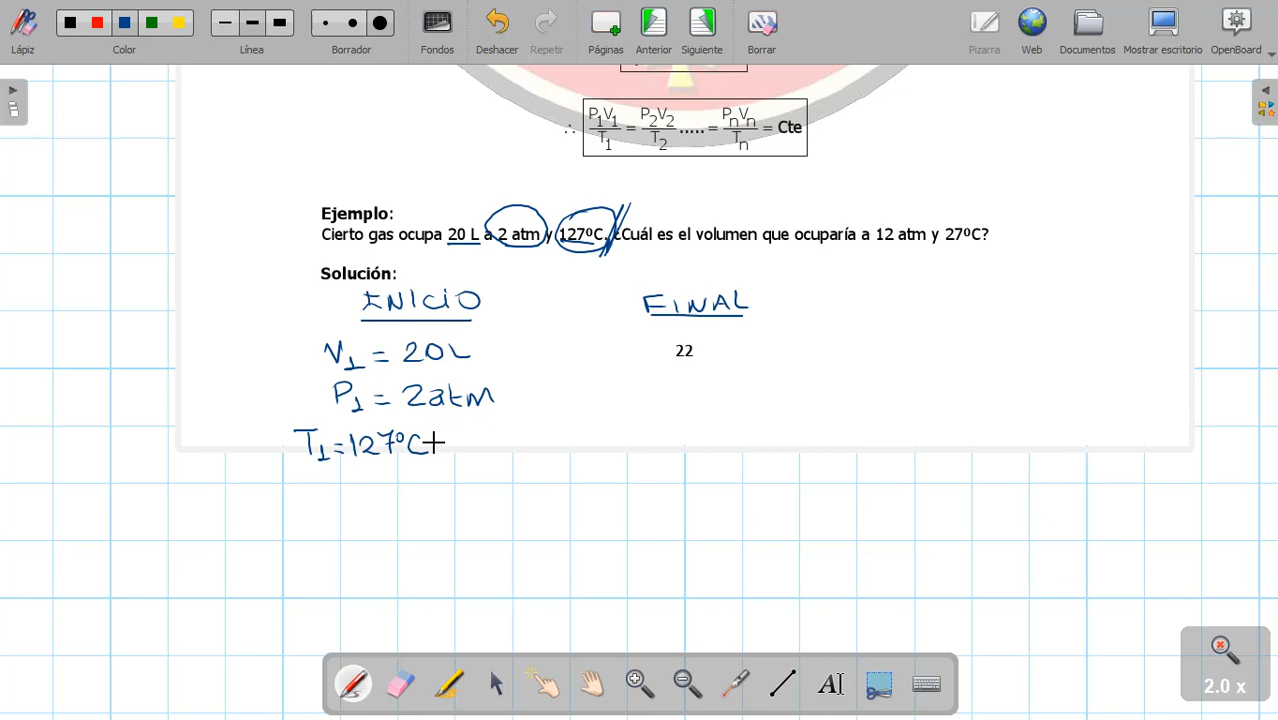 Lápiz
Color
Línea
Borrador
Fondos
Deshacer
Repetir
Páginas
Anterior
Siguiente
Borrar
Pizarra
Web
Documentos
Mostrar escritorio
OpenBoard
∴ P₁V₁/T₁ = P₂V₂/T₂ ..... = PₙVₙ/Tₙ = Cte
Ejemplo:
Cierto gas ocupa 20 L a 2 atm y 127ºC. ¿Cuál es el volumen que ocuparía a 12 atm y 27ºC?
Solución:
INICIO
FINAL
V₁ = 20L
22
P₁ = 2atm
T₁=127ºC
2.0 x